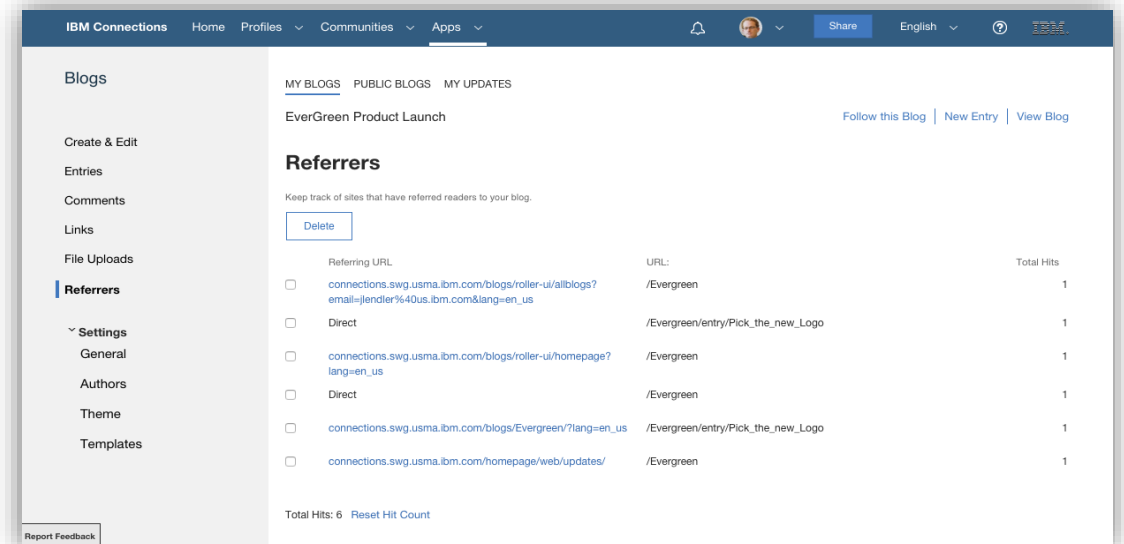 IBM Connections Home Profiles Communities Apps Share English ? IBM
Blogs
Create & Edit
Entries
Comments
Links
File Uploads
Referrers
Settings
General
Authors
Theme
Templates
MY BLOGS PUBLIC BLOGS MY UPDATES
EverGreen Product Launch Follow this Blog | New Entry | View Blog
Referrers
Keep track of sites that have referred readers to your blog.
Delete
Referring URL URL: Total Hits
connections.swg.usma.ibm.com/blogs/roller-ui/allblogs? /Evergreen 1
email=jlendler%40us.ibm.com&lang=en_us
Direct /Evergreen/entry/Pick_the_new_Logo 1
connections.swg.usma.ibm.com/blogs/roller-ui/homepage? /Evergreen 1
lang=en_us
Direct /Evergreen 1
connections.swg.usma.ibm.com/blogs/Evergreen/?lang=en_us /Evergreen/entry/Pick_the_new_Logo 1
connections.swg.usma.ibm.com/homepage/web/updates/ /Evergreen 1
Total Hits: 6 Reset Hit Count
Report Feedback